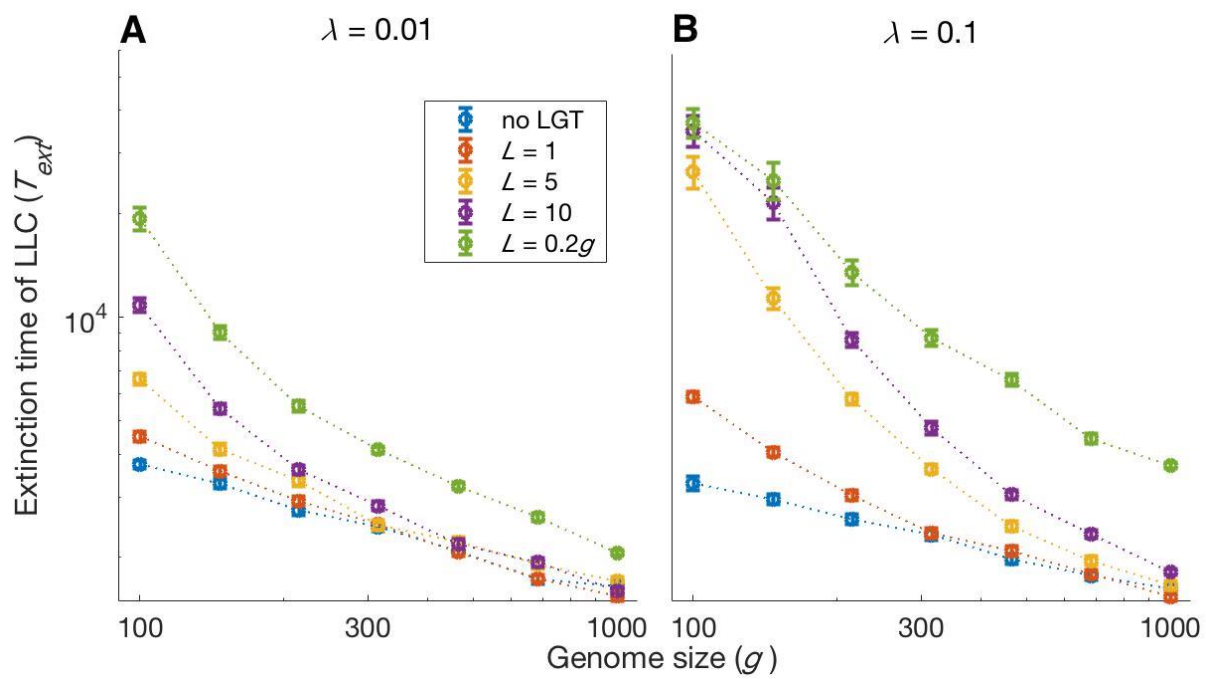 A
λ = 0.01
B
λ = 0.1
no LGT
L = 1
L = 5
L = 10
L = 0.2g
Extinction time of LLC (T_ext)
10^4
100
300
1000
100
300
1000
Genome size (g )